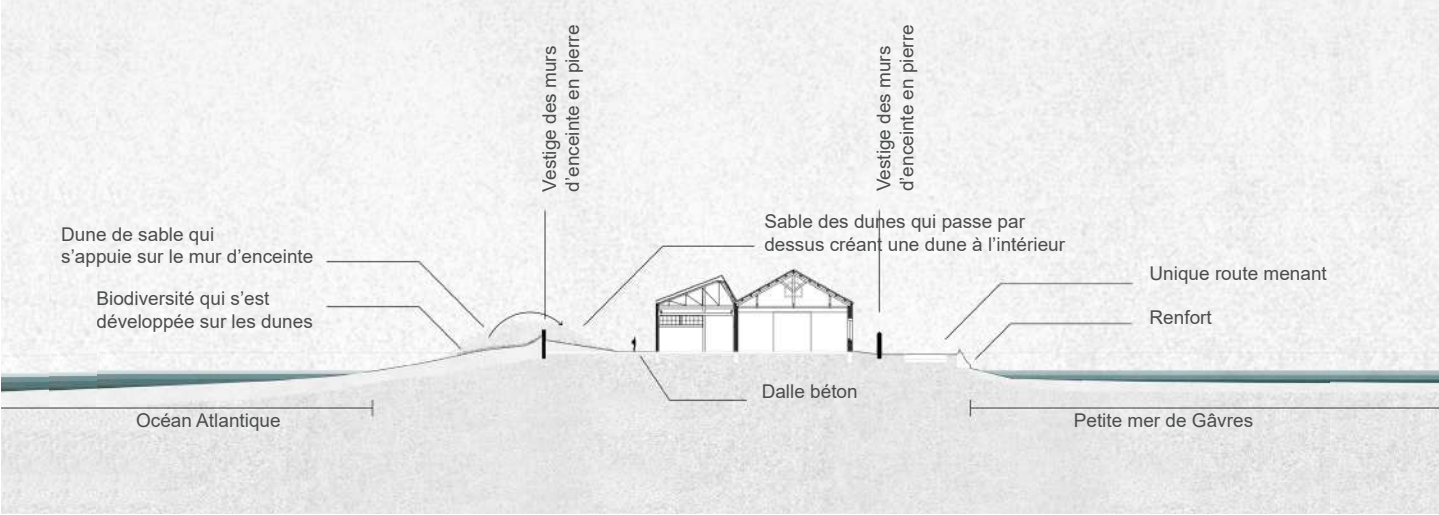 Vestige des murs
d'enceinte en pierre
Vestige des murs
d'enceinte en pierre
Dune de sable qui
s'appuie sur le mur d'enceinte
Biodiversité qui s'est
développée sur les dunes
Sable des dunes qui passe par
dessus créant une dune à l'intérieur
Unique route menant
Renfort
Dalle béton
Océan Atlantique
Petite mer de Gâvres